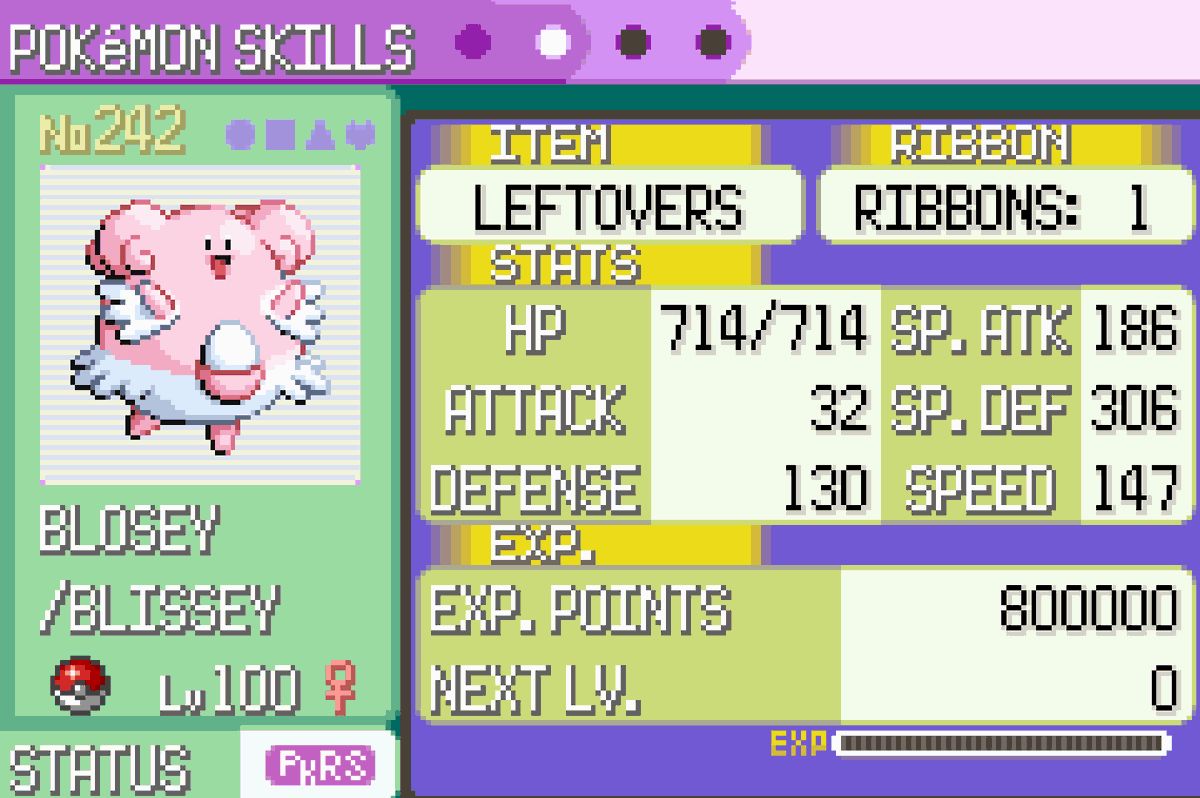 POKéMON SKILLS
No242
ITEM
RIBBON
LEFTOVERS
RIBBONS: 1
STATS
HP 714/714 SP. ATK 186
ATTACK 32 SP. DEF 306
DEFENSE 130 SPEED 147
BLOSEY
/BLISSEY
Lv100 ♀
EXP.
EXP. POINTS 800000
NEXT LV. 0
EXP
STATUS PKRS